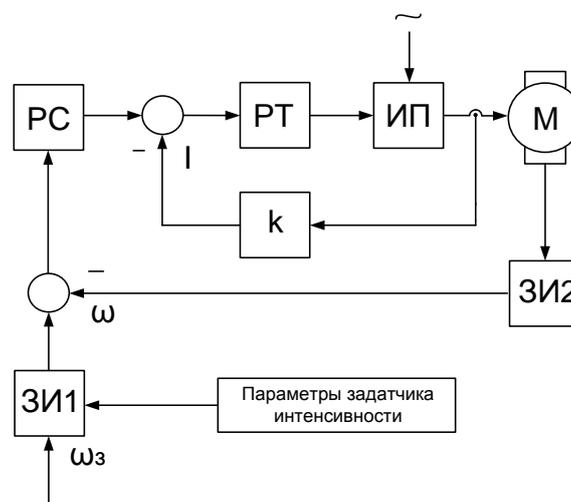 ~
РС
РТ
ИП
М
–
I
k
–
ω
ЗИ2
ЗИ1
Параметры задатчика
интенсивности
ωз